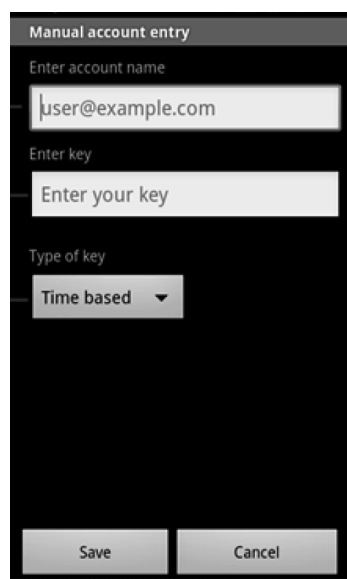 Manual account entry
Enter account name
user@example.com
Enter key
Enter your key
Type of key
Time based
Save Cancel